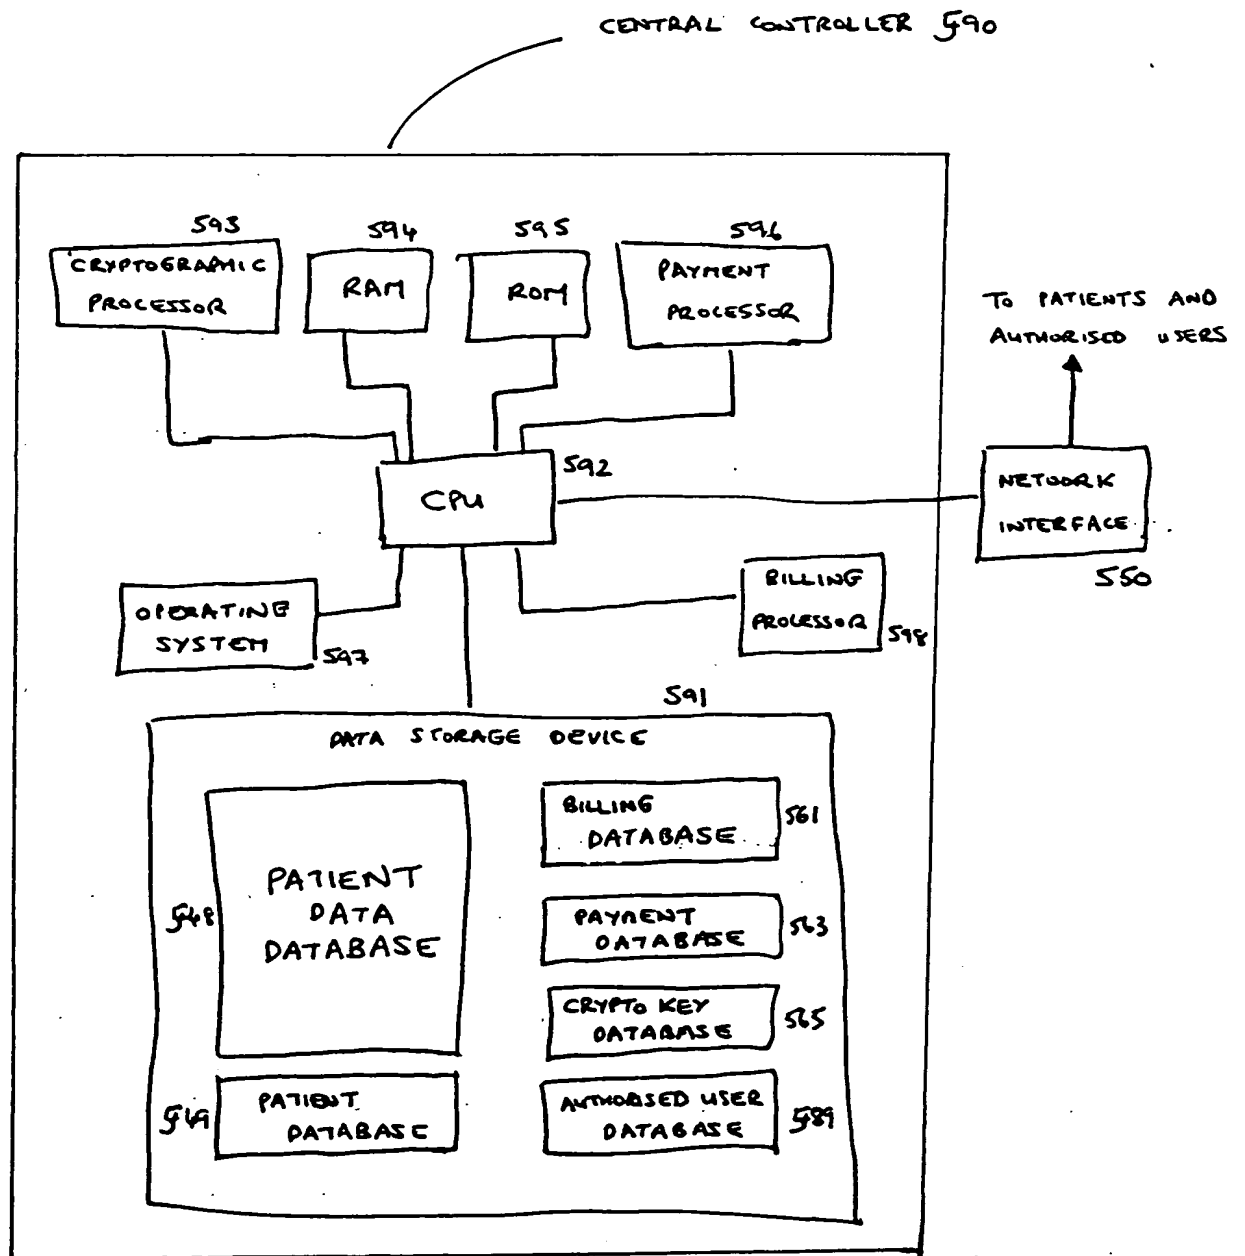 CENTRAL CONTROLLER 590
593
CRYPTOGRAPHIC
PROCESSOR
594
RAM
595
ROM
596
PAYMENT
PROCESSOR
TO PATIENTS AND
AUTHORISED USERS
592
CPU
NETWORK
INTERFACE
550
OPERATING
SYSTEM
597
BILLING
PROCESSOR
598
591
DATA STORAGE DEVICE
PATIENT
DATA
DATABASE
548
BILLING
DATABASE
561
PAYMENT
DATABASE
563
CRYPTO KEY
DATABASE
565
549
PATIENT
DATABASE
AUTHORISED USER
DATABASE
589